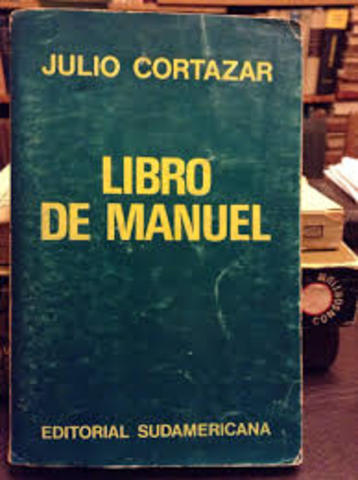 JULIO CORTAZAR
LIBRO
DE MANUEL
EDITORIAL SUDAMERICANA